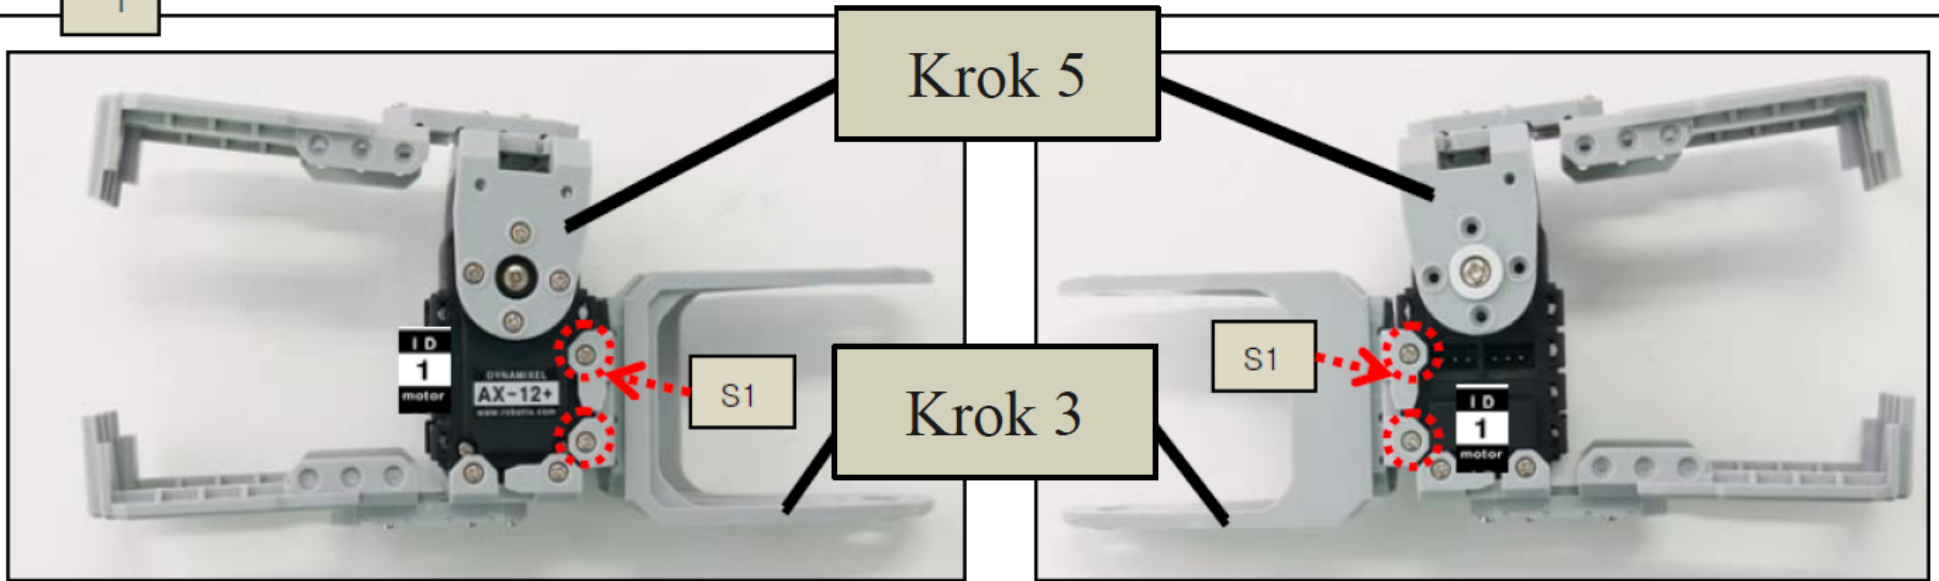 Krok 5
ID
1
motor
DYNAMIXEL
AX-12+
www.robotis.com
S1
Krok 3
S1
ID
1
motor